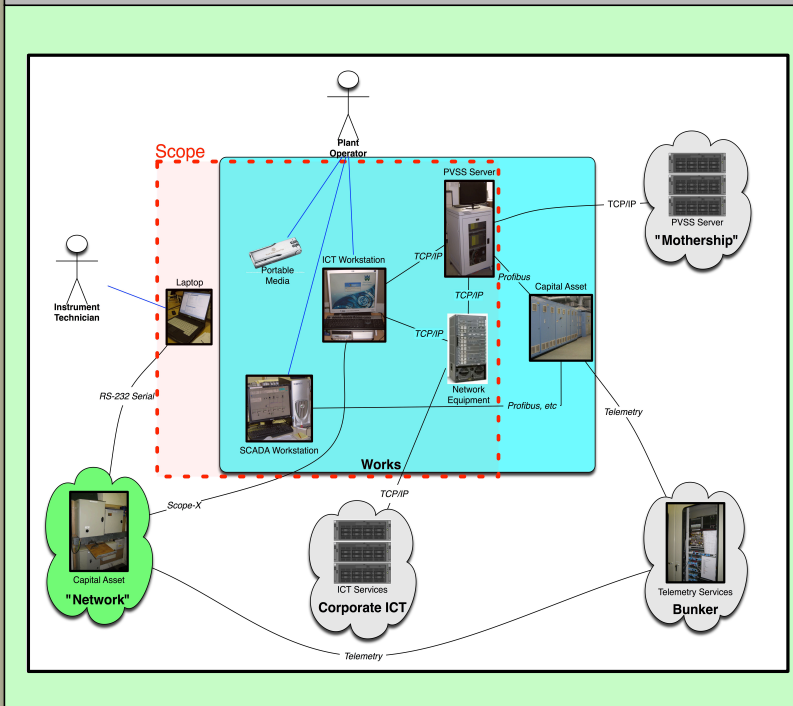 Scope
Plant
Operator
PVSS Server
TCP/IP
PVSS Server
"Mothership"
Portable
Media
ICT Workstation
TCP/IP
Profibus
TCP/IP
Capital Asset
Laptop
Instrument
Technician
TCP/IP
Network
Equipment
RS-232 Serial
Profibus, etc
Telemetry
SCADA Workstation
Works
TCP/IP
Scope-X
Capital Asset
"Network"
ICT Services
Corporate ICT
Telemetry Services
Bunker
Telemetry